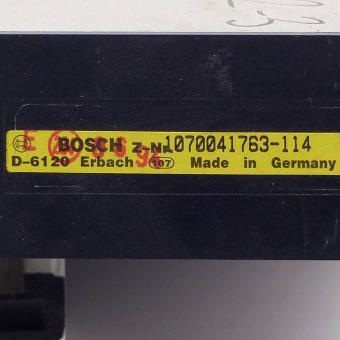 BOSCH Z-Nr. 1070041763-114
D-6120 Erbach 107 Made in Germany